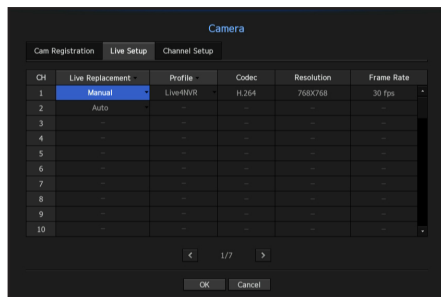 Camera
Cam Registration Live Setup Channel Setup
CH Live Replacement Profile Codec Resolution Frame Rate
1 Manual Live4NVR H.264 768X768 30 fps
2 Auto -- -- -- --
3 -- -- -- -- --
4 -- -- -- -- --
5 -- -- -- -- --
6 -- -- -- -- --
7 -- -- -- -- --
8 -- -- -- -- --
9 -- -- -- -- --
10 -- -- -- -- --
< 1/7 >
OK Cancel